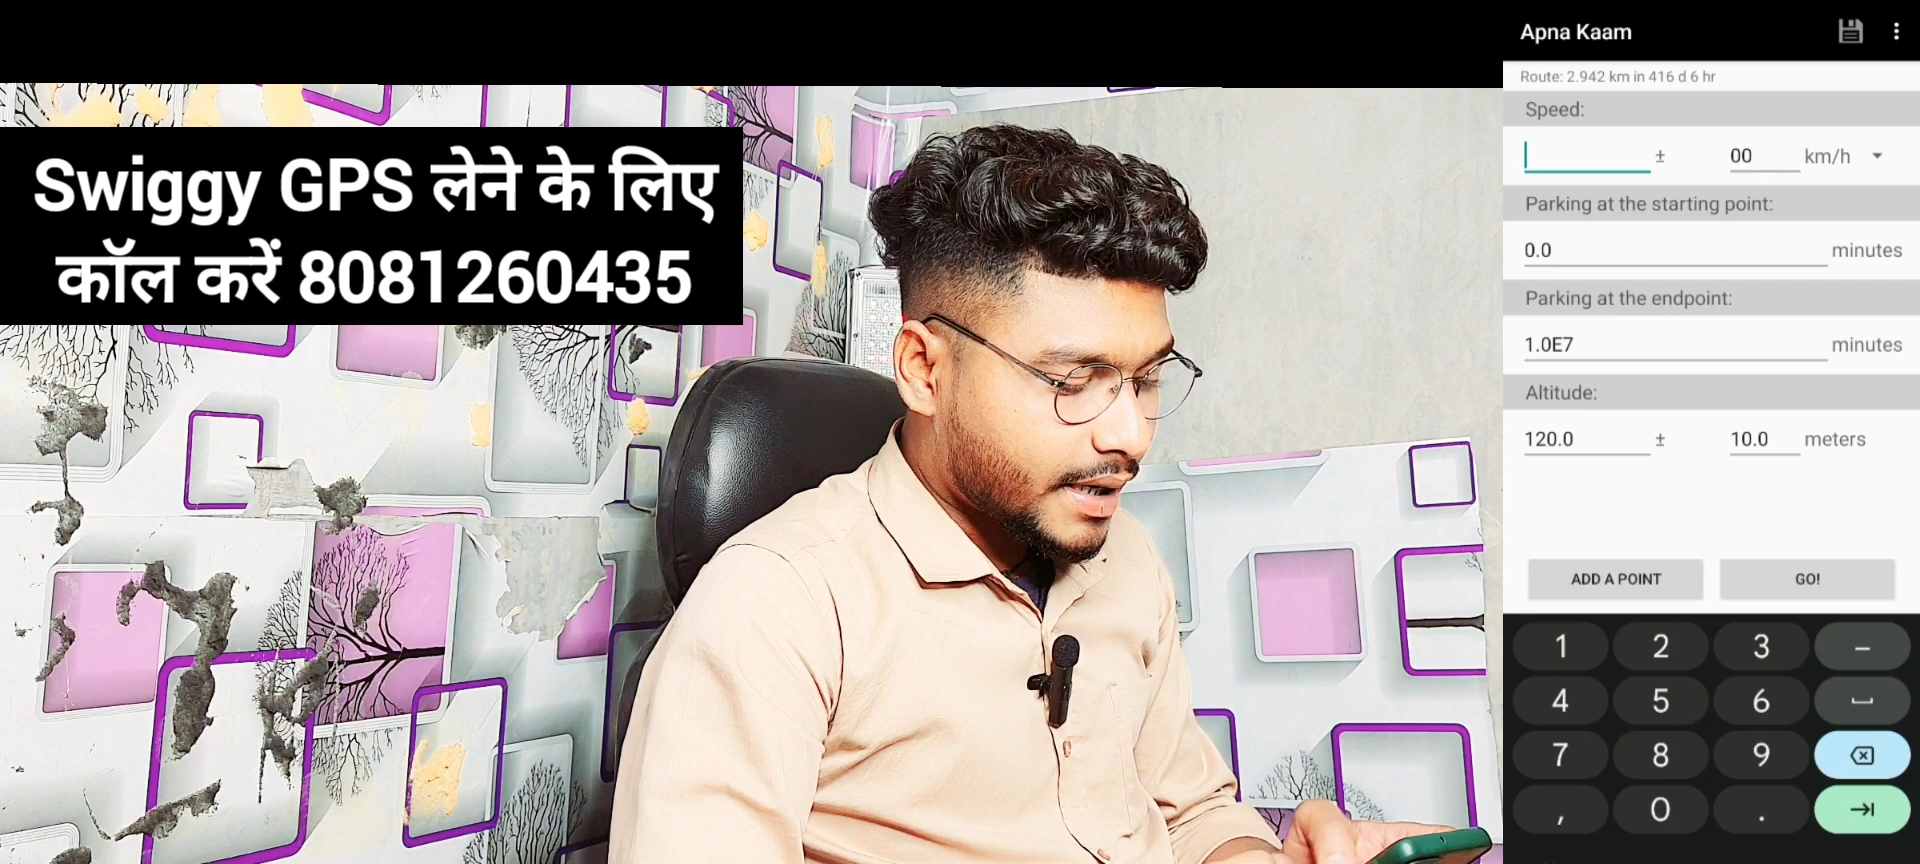 Swiggy GPS लेने के लिए
कॉल करें 8081260435
Apna Kaam
Route: 2.942 km in 416 d 6 hr
Speed:
± 00 km/h
Parking at the starting point:
0.0 minutes
Parking at the endpoint:
1.0E7 minutes
Altitude:
120.0 ± 10.0 meters
ADD A POINT GO!
1 2 3 –
4 5 6
7 8 9
, 0 .